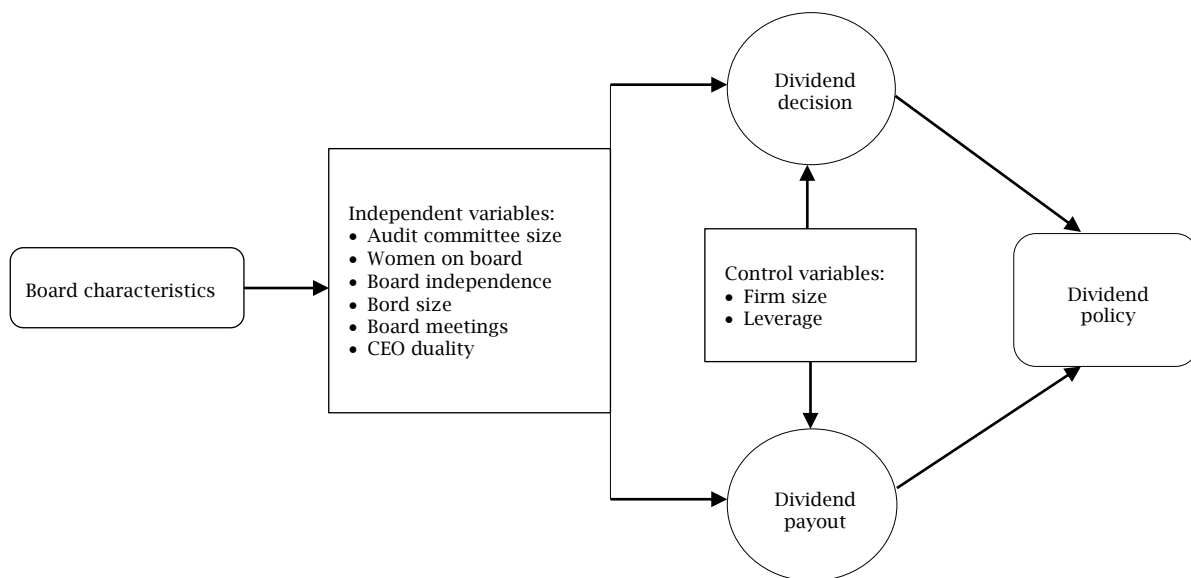 Board characteristics
Independent variables:
• Audit committee size
• Women on board
• Board independence
• Bord size
• Board meetings
• CEO duality
Dividend
decision
Control variables:
• Firm size
• Leverage
Dividend
payout
Dividend
policy